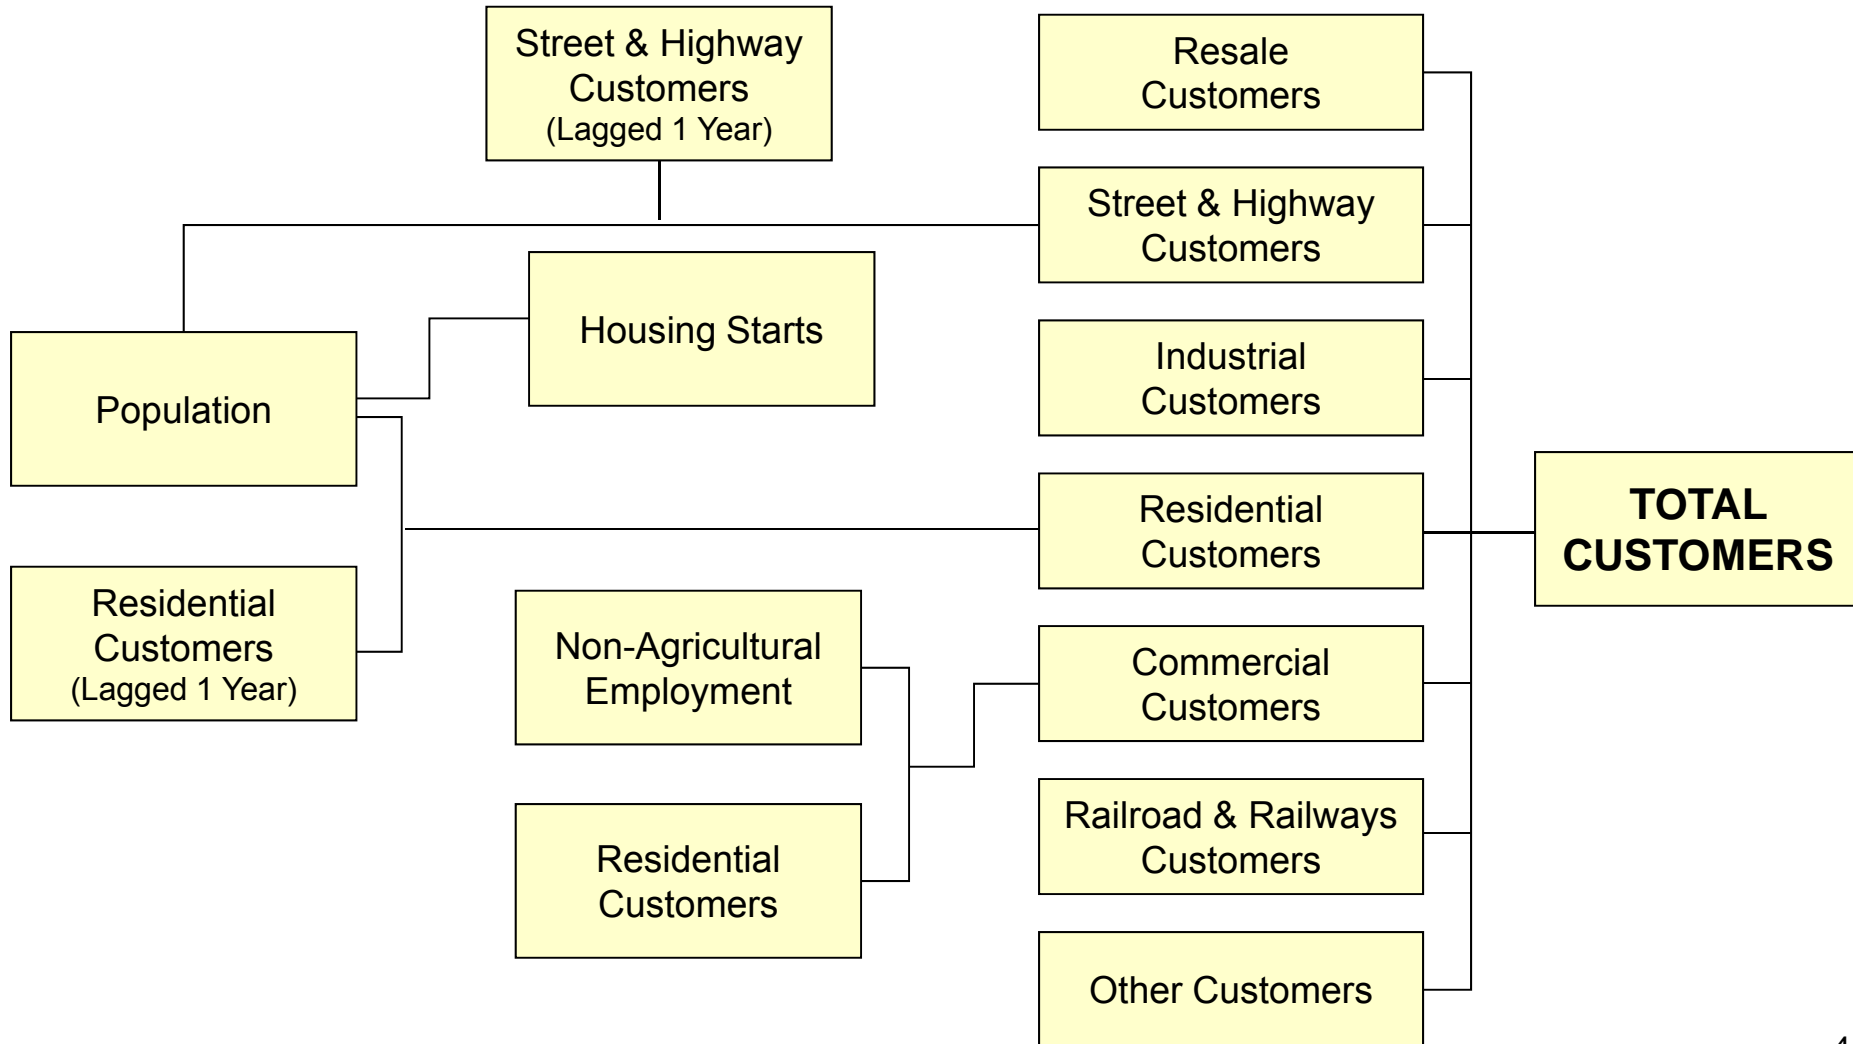 Street & Highway
Customers
(Lagged 1 Year)
Resale
Customers
Street & Highway
Customers
Housing Starts
Population
Industrial
Customers
Residential
Customers
TOTAL
CUSTOMERS
Residential
Customers
(Lagged 1 Year)
Non-Agricultural
Employment
Commercial
Customers
Residential
Customers
Railroad & Railways
Customers
Other Customers